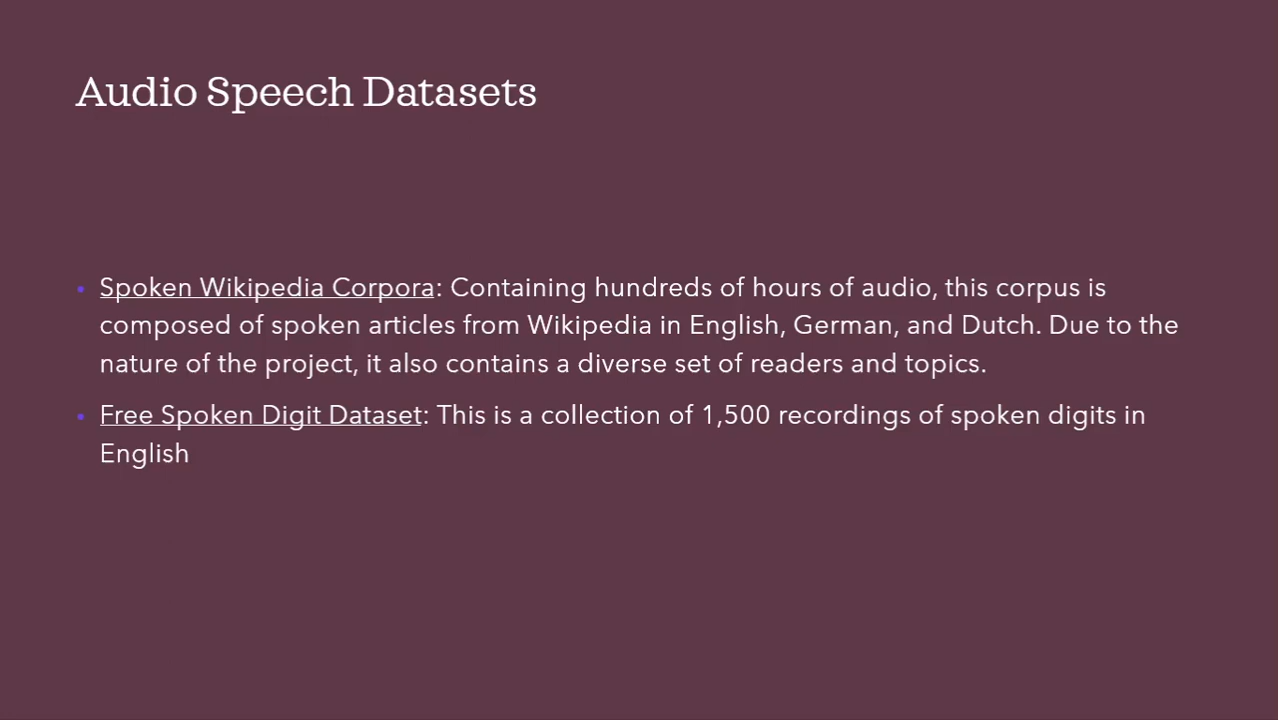 Audio Speech Datasets
• Spoken Wikipedia Corpora: Containing hundreds of hours of audio, this corpus is
composed of spoken articles from Wikipedia in English, German, and Dutch. Due to the
nature of the project, it also contains a diverse set of readers and topics.
• Free Spoken Digit Dataset: This is a collection of 1,500 recordings of spoken digits in
English